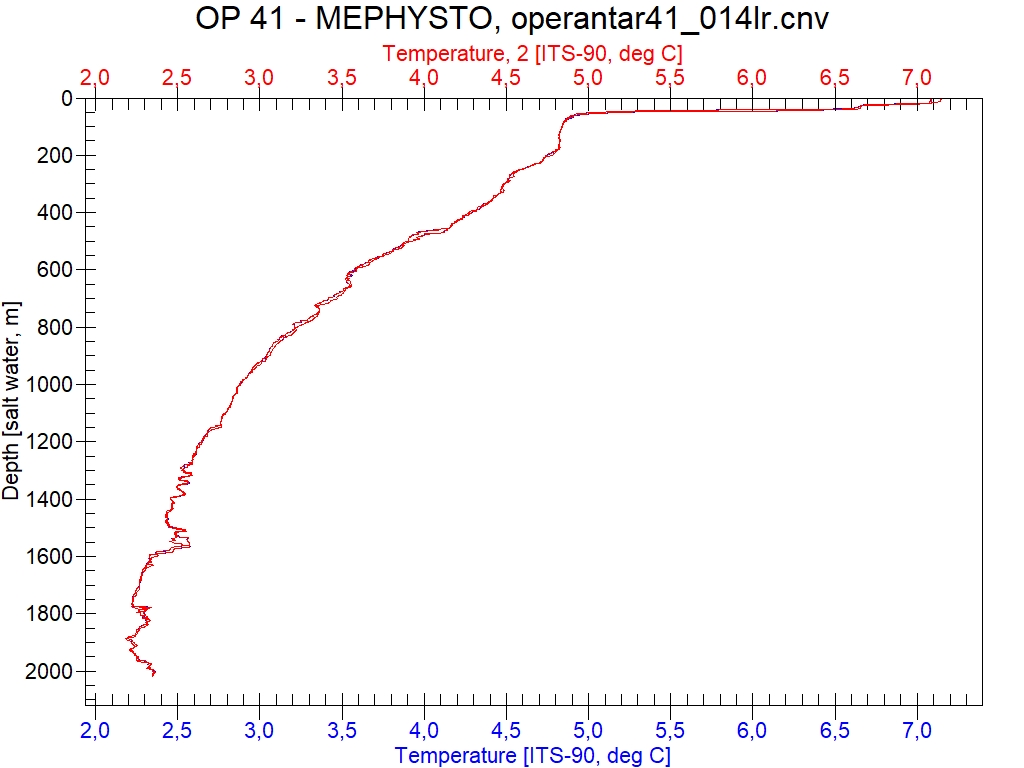 OP 41 - MEPHYSTO, operantar41_014lr.cnv
Temperature, 2 [ITS-90, deg C]
2,0 2,5 3,0 3,5 4,0 4,5 5,0 5,5 6,0 6,5 7,0
0
200
400
600
800
1000
1200
1400
1600
1800
2000
Depth [salt water, m]
2,0 2,5 3,0 3,5 4,0 4,5 5,0 5,5 6,0 6,5 7,0
Temperature [ITS-90, deg C]